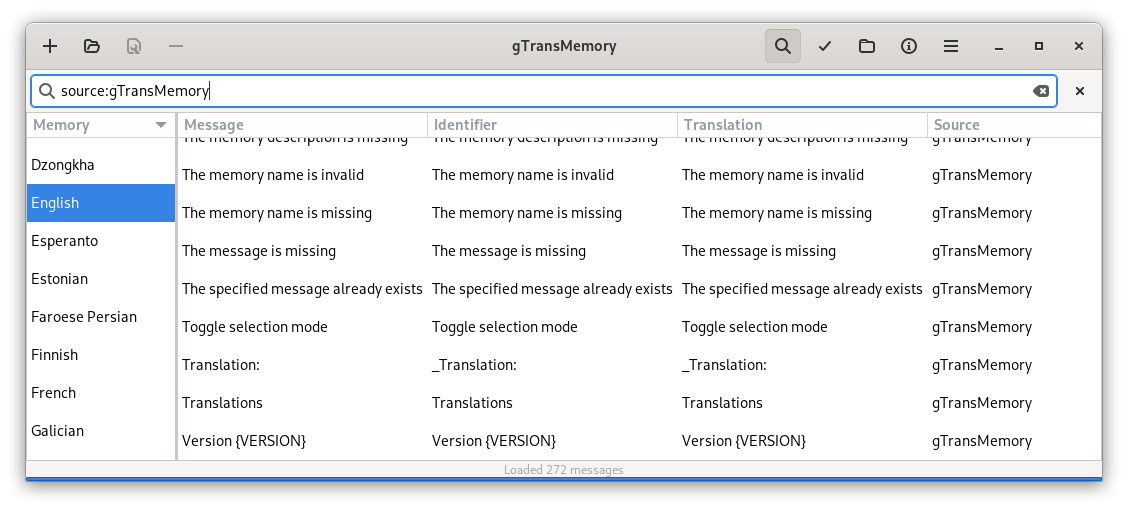 gTransMemory
source:gTransMemory
Memory Message Identifier Translation Source
The memory description is missing The memory description is missing The memory description is missing gTransMemory
Dzongkha
The memory name is invalid The memory name is invalid The memory name is invalid gTransMemory
English
The memory name is missing The memory name is missing The memory name is missing gTransMemory
Esperanto
The message is missing The message is missing The message is missing gTransMemory
Estonian
The specified message already exists The specified message already exists The specified message already exists gTransMemory
Faroese Persian
Toggle selection mode Toggle selection mode Toggle selection mode gTransMemory
Finnish
Translation: _Translation: _Translation: gTransMemory
French
Translations Translations Translations gTransMemory
Galician
Version {VERSION} Version {VERSION} Version {VERSION} gTransMemory
Loaded 272 messages